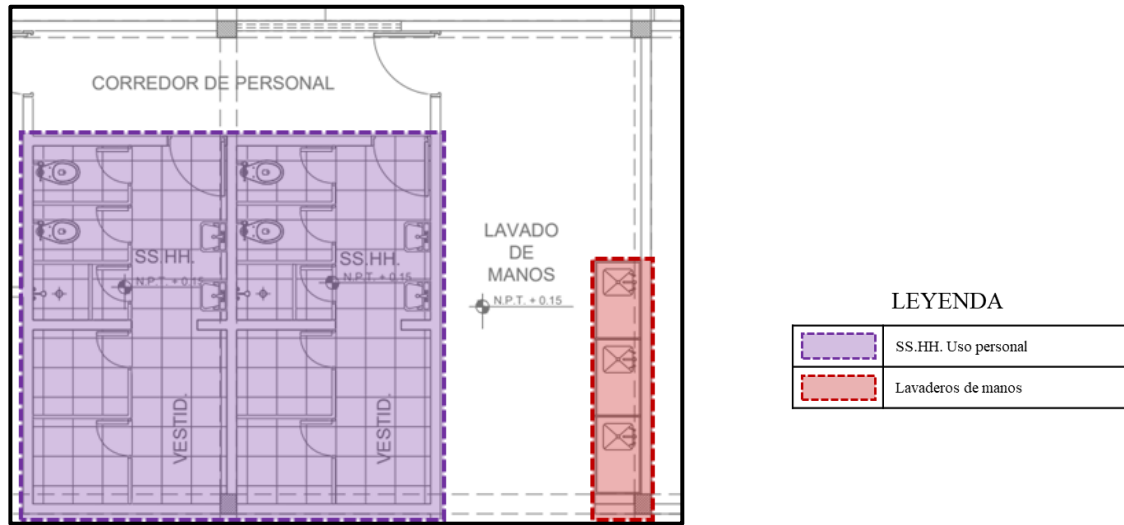 CORREDOR DE PERSONAL
SS.HH.
N.P.T. + 0.15
SS.HH.
N.P.T. + 0.15
VESTID.
VESTID.
LAVADO
DE
MANOS
N.P.T. + 0.15
LEYENDA
SS.HH. Uso personal
Lavaderos de manos